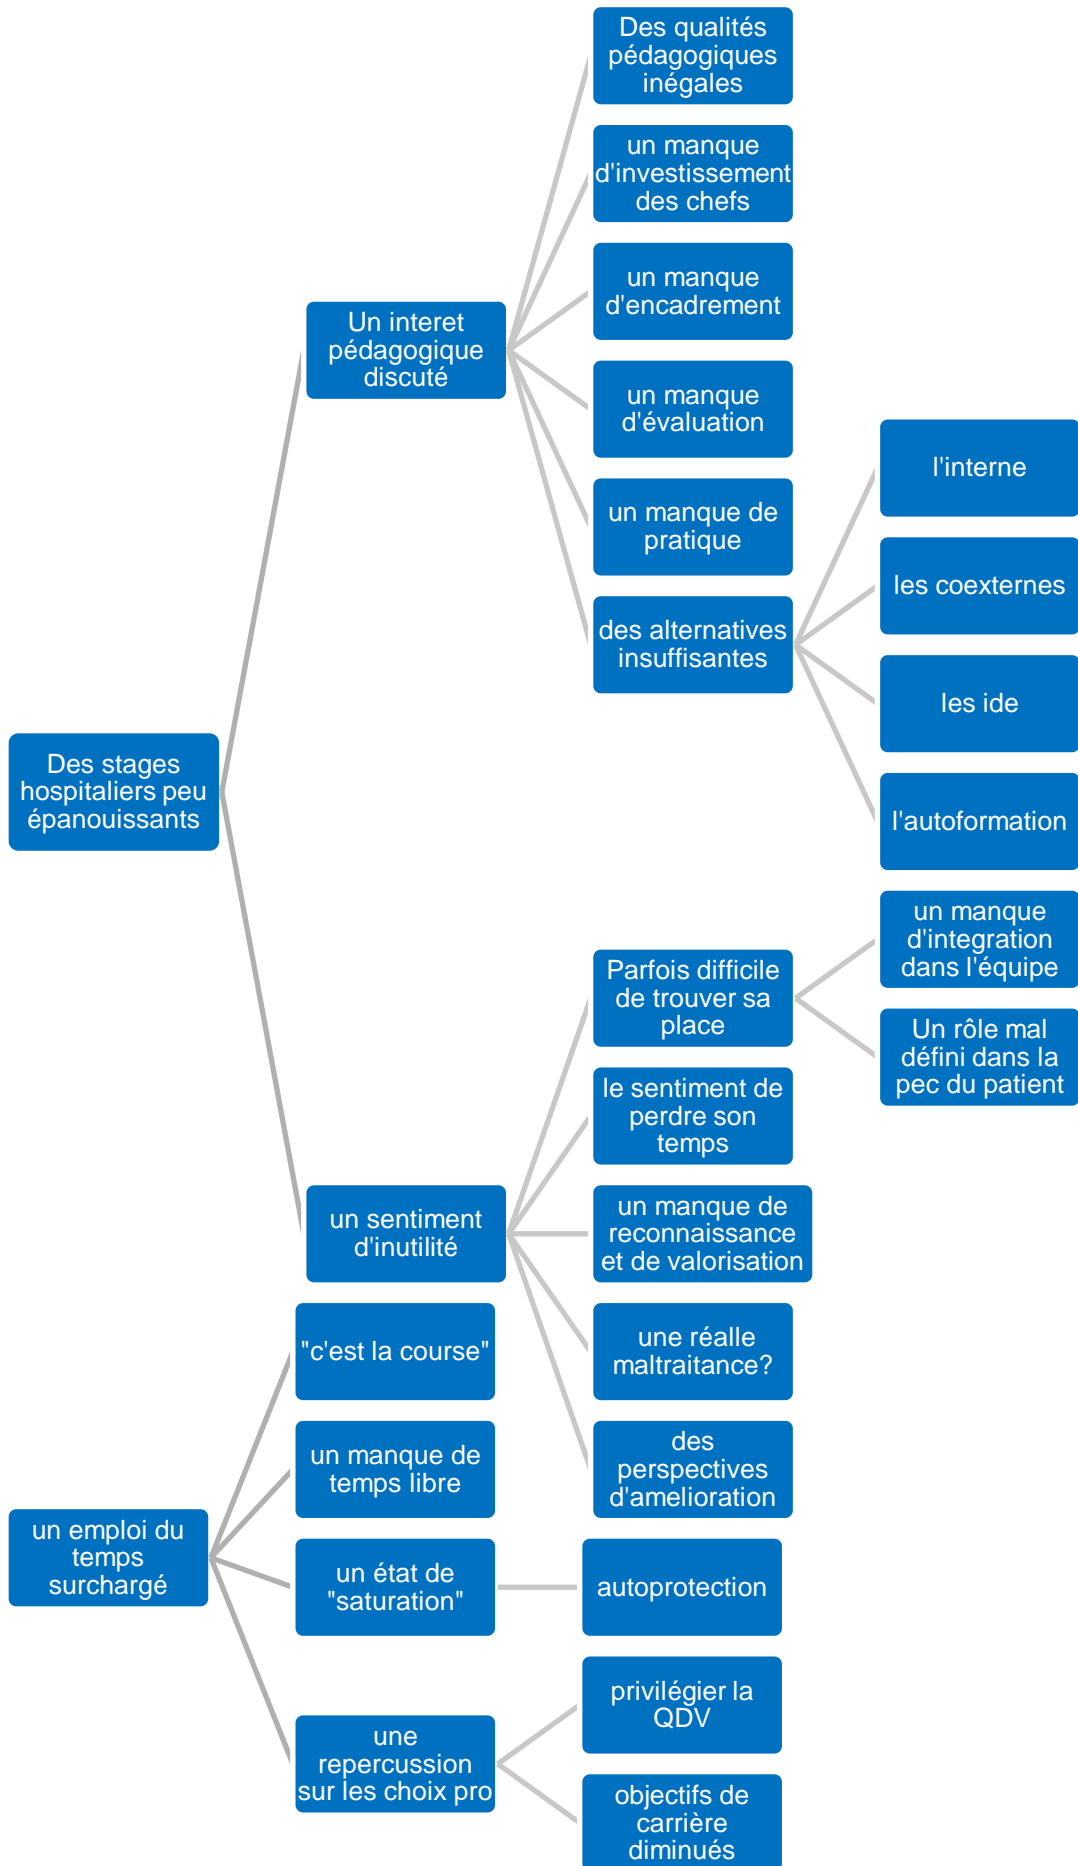 Des stages
hospitaliers peu
épanouissants
Un interet
pédagogique
discuté
Des qualités
pédagogiques
inégales
un manque
d'investissement
des chefs
un manque
d'encadrement
un manque
d'évaluation
un manque de
pratique
des alternatives
insuffisantes
l'interne
les coexternes
les ide
l'autoformation
un sentiment
d'inutilité
Parfois difficile
de trouver sa
place
un manque
d'integration
dans l'équipe
Un rôle mal
défini dans la
pec du patient
le sentiment de
perdre son
temps
un manque de
reconnaissance
et de valorisation
une réalle
maltraitance?
des
perspectives
d'amelioration
un emploi du
temps
surchargé
"c'est la course"
un manque de
temps libre
un état de
"saturation"
autoprotection
une
repercussion
sur les choix pro
privilégier la
QDV
objectifs de
carrière
diminués